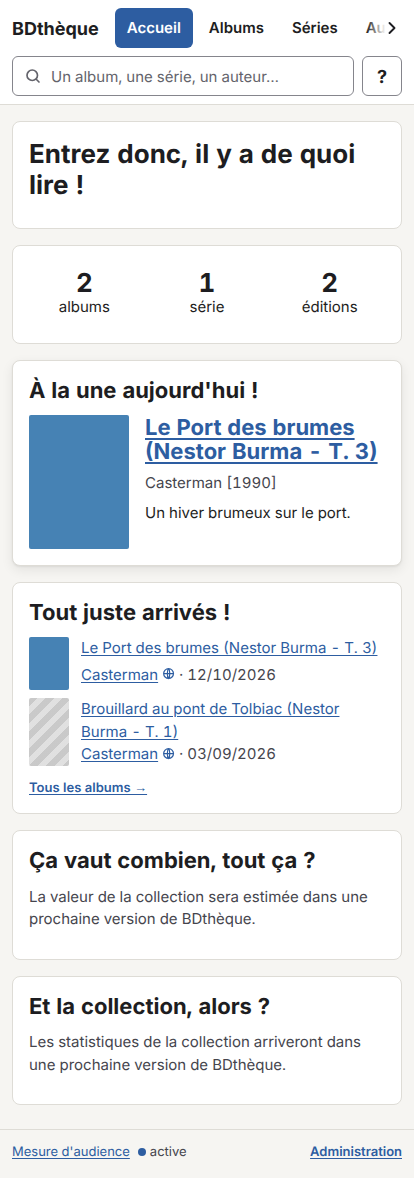 BDthèque Accueil Albums Séries Au
Un album, une série, un auteur... ?
Entrez donc, il y a de quoi
lire !
2 1 2
albums série éditions
À la une aujourd'hui !
Le Port des brumes
(Nestor Burma - T. 3)
Casterman [1990]
Un hiver brumeux sur le port.
Tout juste arrivés !
Le Port des brumes (Nestor Burma - T. 3)
Casterman · 12/10/2026
Brouillard au pont de Tolbiac (Nestor
Burma - T. 1)
Casterman · 03/09/2026
Tous les albums →
Ça vaut combien, tout ça ?
La valeur de la collection sera estimée dans une
prochaine version de BDthèque.
Et la collection, alors ?
Les statistiques de la collection arriveront dans
une prochaine version de BDthèque.
Mesure d'audience active Administration